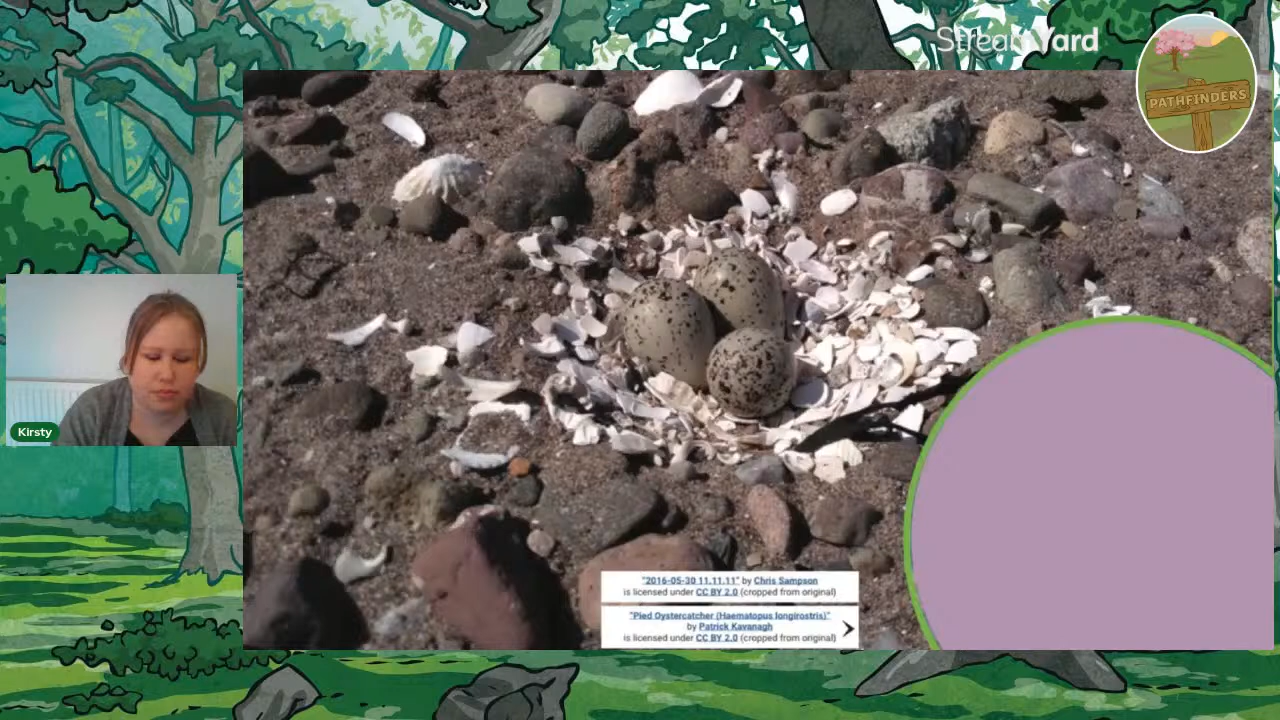 StreamYard
PATHFINDERS
Kirsty
"2016-05-30 11.11.11" by Chris Sampson
is licensed under CC BY 2.0 (cropped from original)
"Pied Oystercatcher (Haematopus longirostris)"
by Patrick Kavanagh
is licensed under CC BY 2.0 (cropped from original)